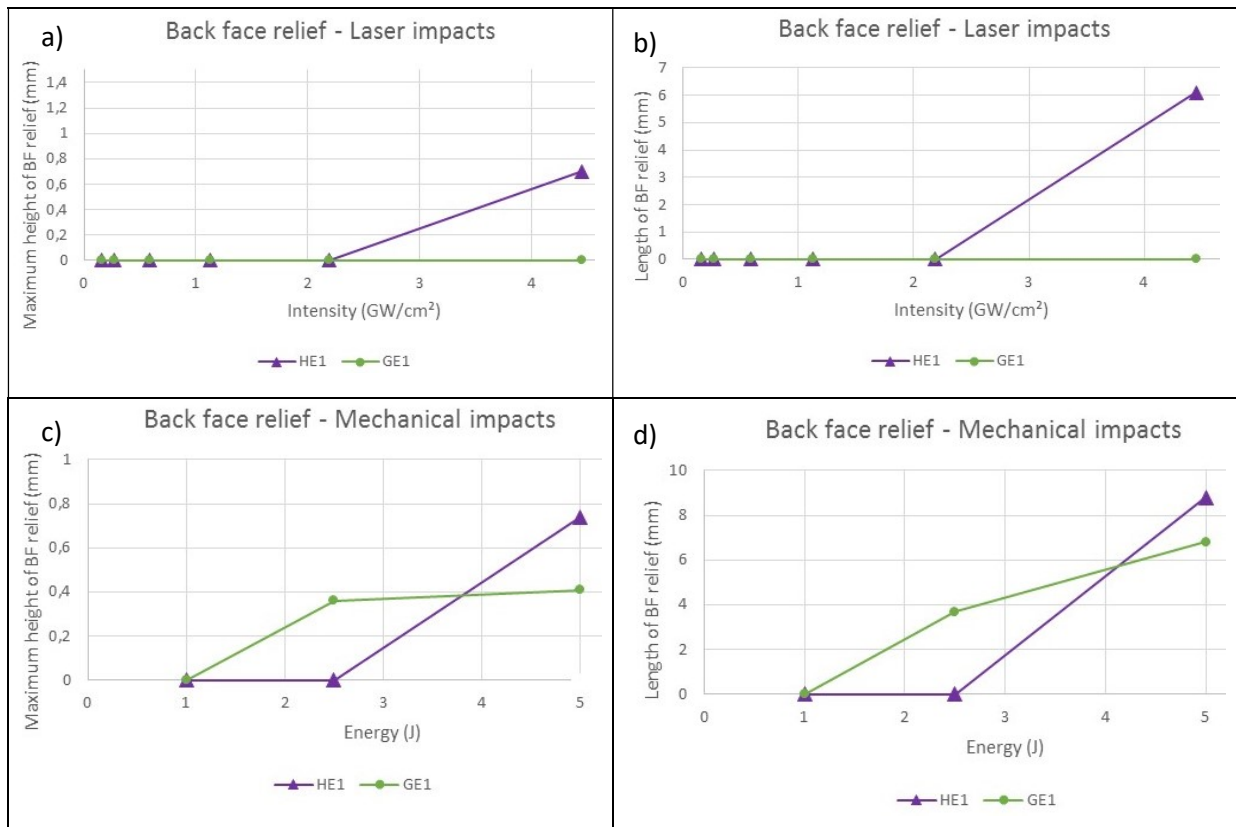 a)
Back face relief - Laser impacts
Maximum height of BF relief (mm)
1,4
1,2
1
0,8
0,6
0,4
0,2
0
0 1 2 3 4
Intensity (GW/cm²)
HE1 GE1
b)
Back face relief - Laser impacts
Length of BF relief (mm)
7
6
5
4
3
2
1
0
0 1 2 3 4
Intensity (GW/cm²)
HE1 GE1
c)
Back face relief - Mechanical impacts
Maximum height of BF relief (mm)
1
0,8
0,6
0,4
0,2
0
0 1 2 3 4 5
Energy (J)
HE1 GE1
d)
Back face relief - Mechanical impacts
Length of BF relief (mm)
10
8
6
4
2
0
0 1 2 3 4 5
Energy (J)
HE1 GE1